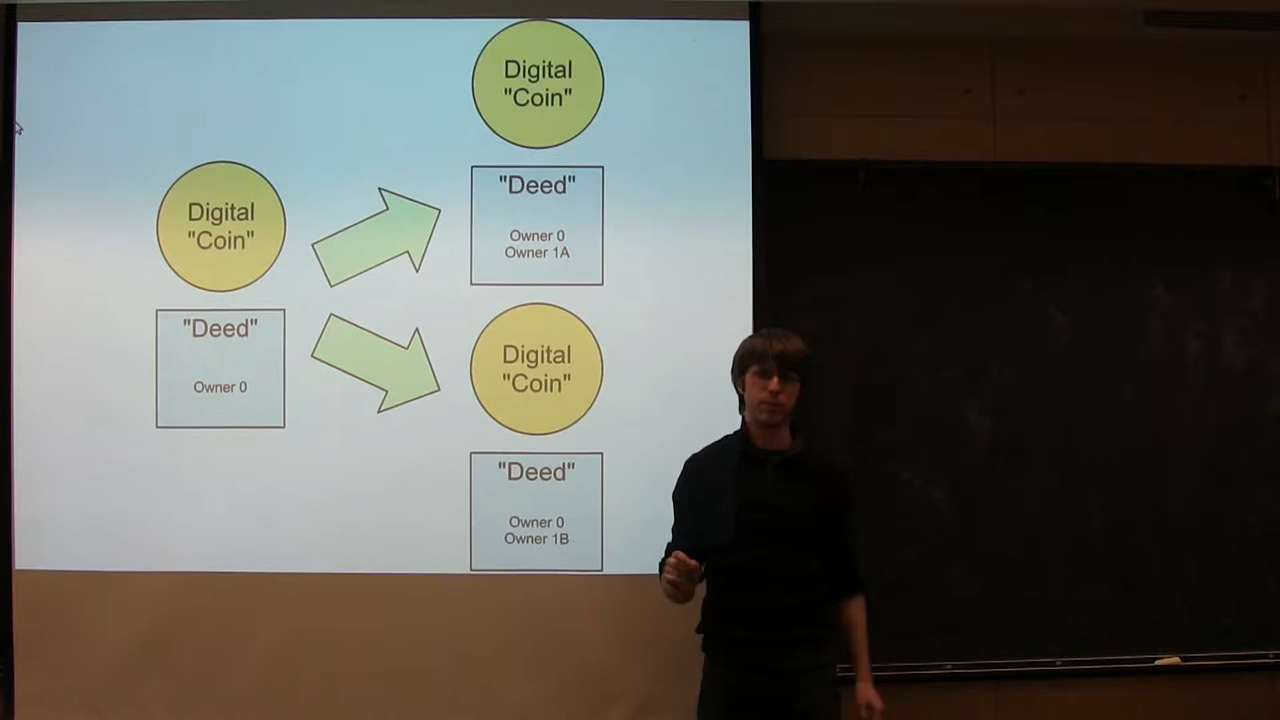 Digital
"Coin"
"Deed"
Owner 0
Digital
"Coin"
"Deed"
Owner 0
Owner 1A
Digital
"Coin"
"Deed"
Owner 0
Owner 1B